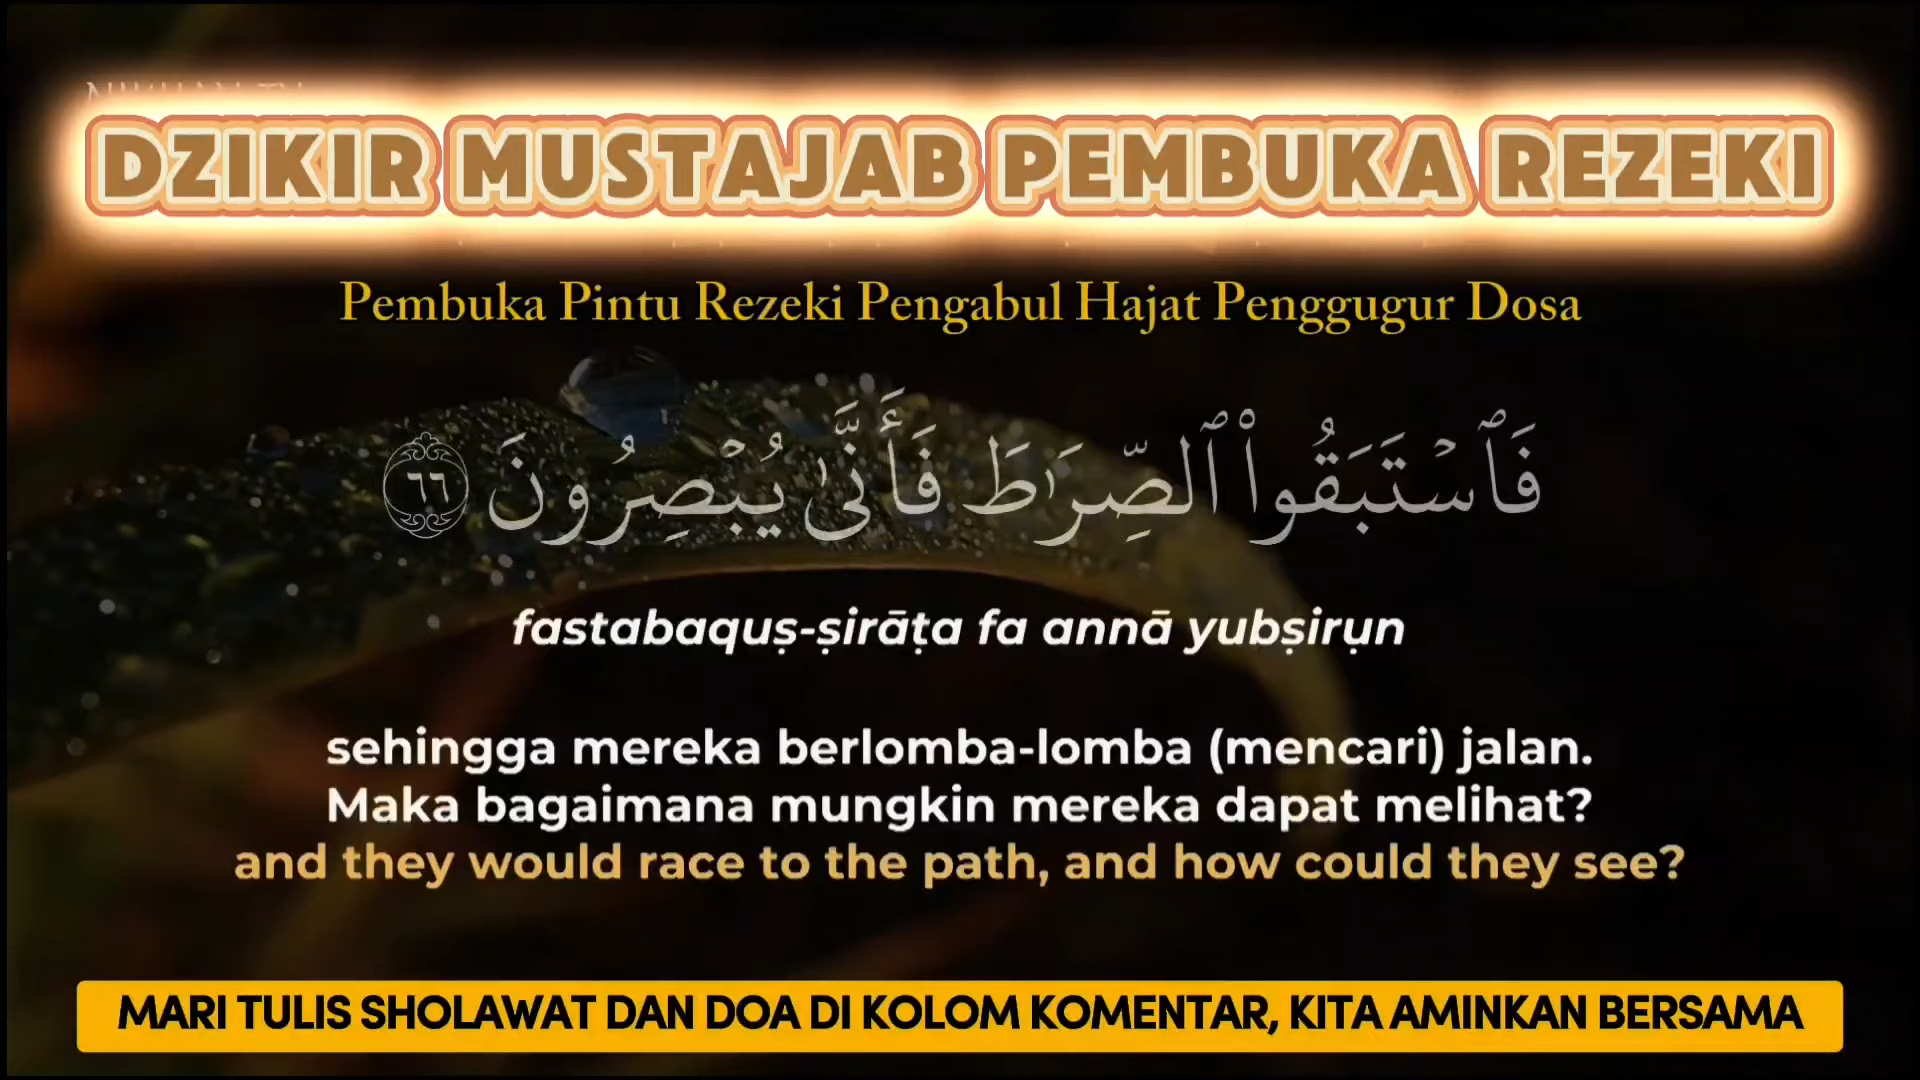 DZIKIR MUSTAJAB PEMBUKA REZEKI
Pembuka Pintu Rezeki Pengabul Hajat Penggugur Dosa
فَٱسْتَبَقُوا۟ ٱلصِّرَٰطَ فَأَنَّىٰ يُبْصِرُونَ ٦٦
fastabaquṣ-ṣirāṭa fa annā yubṣirụn
sehingga mereka berlomba-lomba (mencari) jalan.
Maka bagaimana mungkin mereka dapat melihat?
and they would race to the path, and how could they see?
MARI TULIS SHOLAWAT DAN DOA DI KOLOM KOMENTAR, KITA AMINKAN BERSAMA